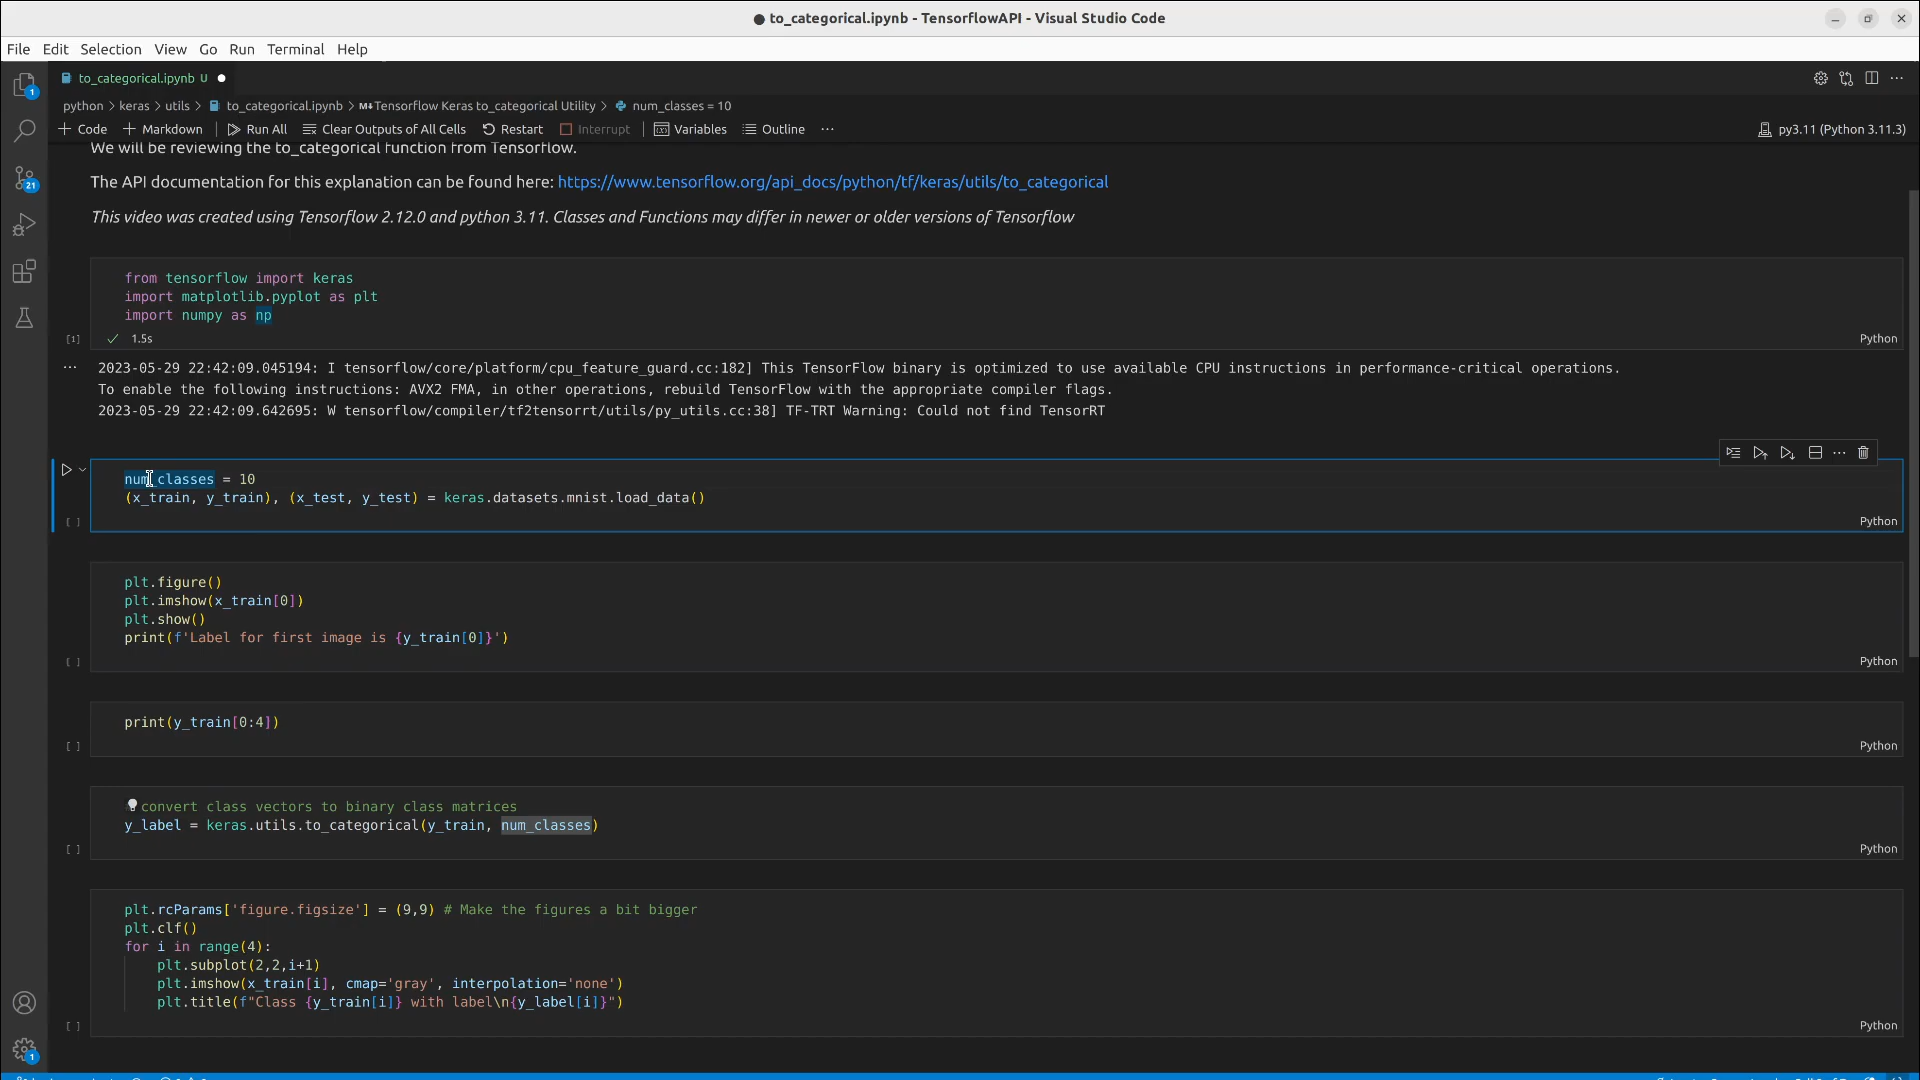 ● to_categorical.ipynb - TensorflowAPI - Visual Studio Code
File Edit Selection View Go Run Terminal Help
1
to_categorical.ipynb U
python > keras > utils > to_categorical.ipynb > M↓Tensorflow Keras to_categorical Utility > num_classes = 10
Code Markdown Run All Clear Outputs of All Cells Restart Interrupt Variables Outline ... py3.11 (Python 3.11.3)
We will be reviewing the to_categorical function from Tensorflow.
The API documentation for this explanation can be found here: https://www.tensorflow.org/api_docs/python/tf/keras/utils/to_categorical
21
This video was created using Tensorflow 2.12.0 and python 3.11. Classes and Functions may differ in newer or older versions of Tensorflow
from tensorflow import keras
import matplotlib.pyplot as plt
import numpy as np
[1] ✓ 1.5s Python
... 2023-05-29 22:42:09.045194: I tensorflow/core/platform/cpu_feature_guard.cc:182] This TensorFlow binary is optimized to use available CPU instructions in performance-critical operations.
To enable the following instructions: AVX2 FMA, in other operations, rebuild TensorFlow with the appropriate compiler flags.
2023-05-29 22:42:09.642695: W tensorflow/compiler/tf2tensorrt/utils/py_utils.cc:38] TF-TRT Warning: Could not find TensorRT
num_classes = 10
(x_train, y_train), (x_test, y_test) = keras.datasets.mnist.load_data()
[ ] Python
plt.figure()
plt.imshow(x_train[0])
plt.show()
print(f'Label for first image is {y_train[0]}')
[ ] Python
print(y_train[0:4])
[ ] Python
convert class vectors to binary class matrices
y_label = keras.utils.to_categorical(y_train, num_classes)
[ ] Python
plt.rcParams['figure.figsize'] = (9,9) # Make the figures a bit bigger
plt.clf()
for i in range(4):
    plt.subplot(2,2,i+1)
    plt.imshow(x_train[i], cmap='gray', interpolation='none')
    plt.title(f"Class {y_train[i]} with label\n{y_label[i]}")
[ ] Python
1